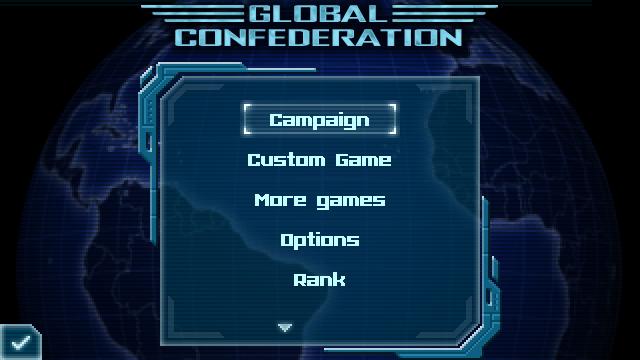 GLOBAL
CONFEDERATION
Campaign
Custom Game
More games
Options
Rank